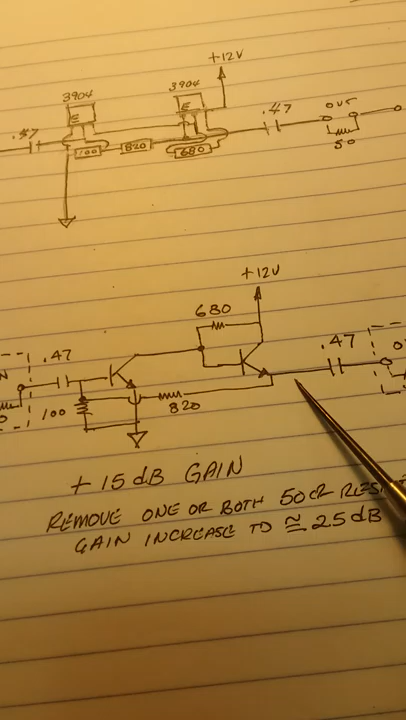 +12V
3904
3904
.47
.47
OUT
E
E
100
820
680
50
+12V
680
.47
.47
100
820
+15dB GAIN
REMOVE ONE OR BOTH 50Ω
GAIN INCREASE TO ≅ 25dB